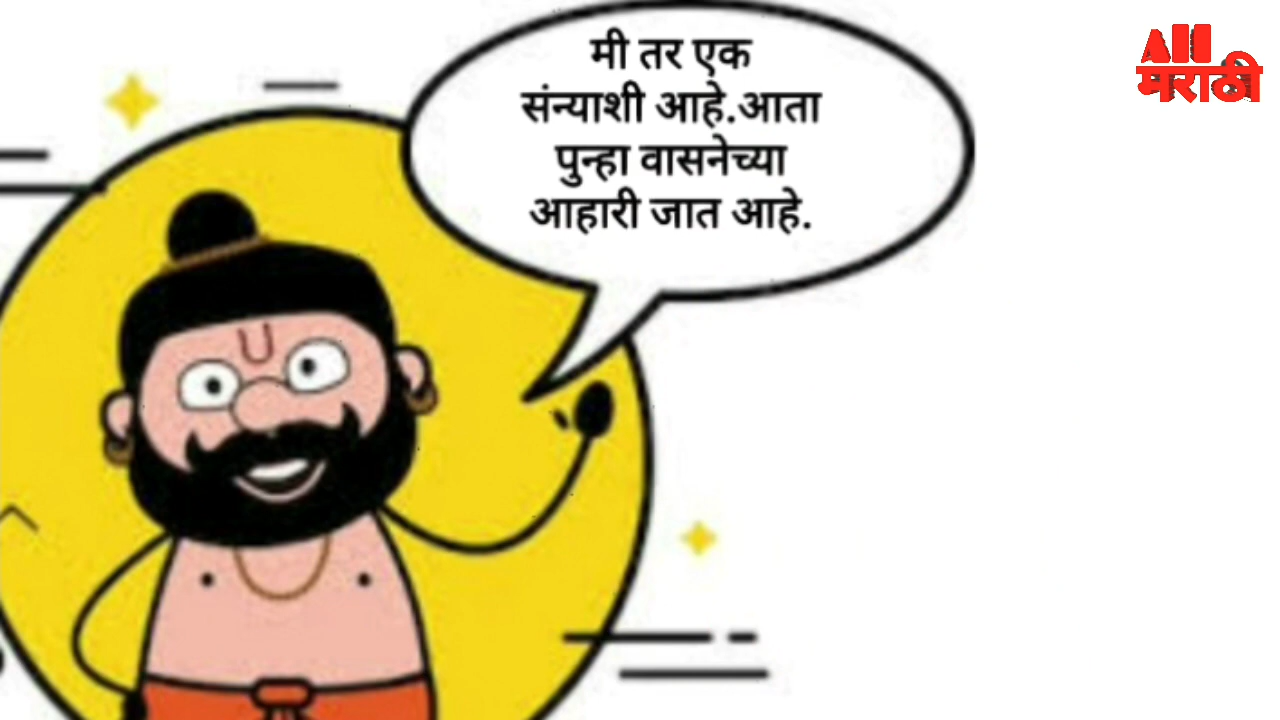 मी तर एक
संन्याशी आहे.आता
पुन्हा वासनेच्या
आहारी जात आहे.
All
मराठी